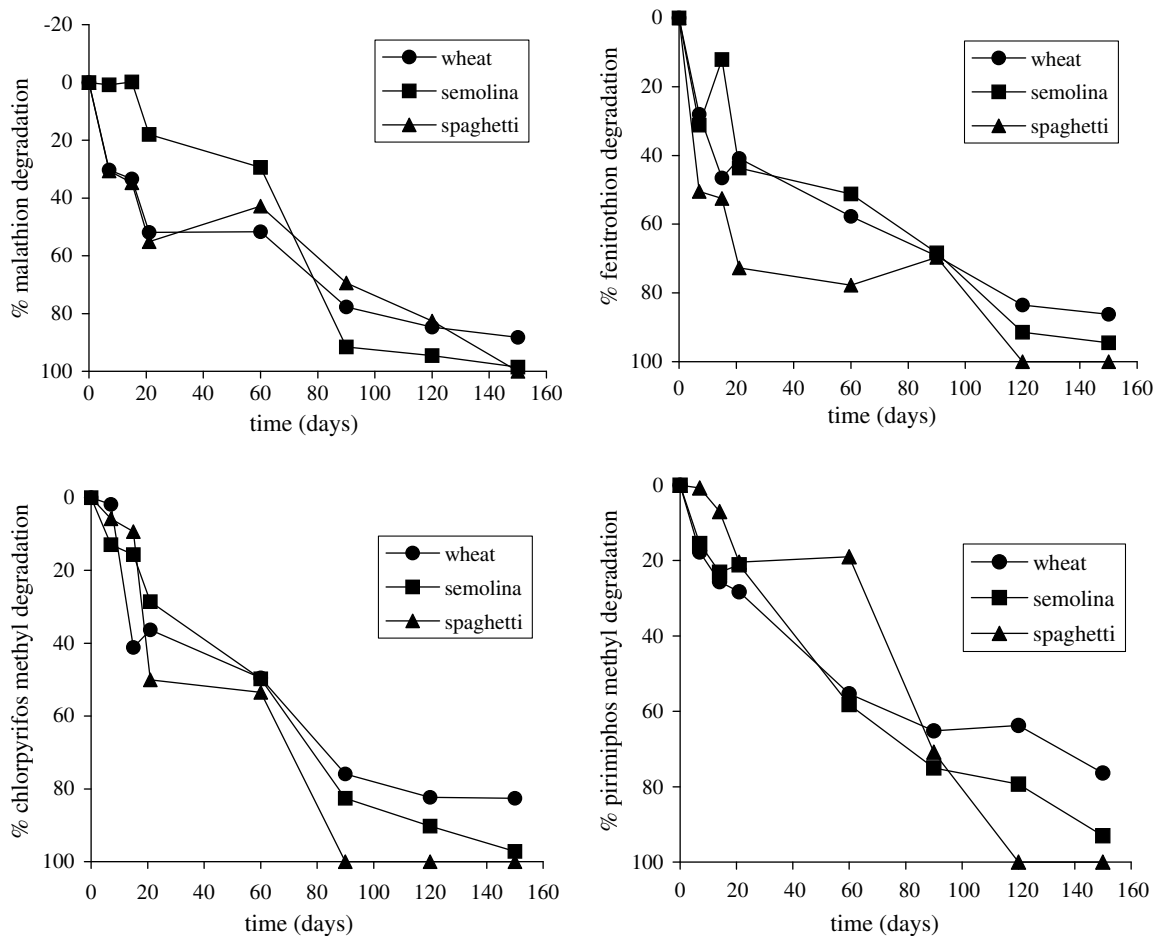 % malathion degradation
-20
0
20
40
60
80
100
0 20 40 60 80 100 120 140 160
time (days)
wheat
semolina
spaghetti
% fenitrothion degradation
0
20
40
60
80
100
0 20 40 60 80 100 120 140 160
time (days)
wheat
semolina
spaghetti
% chlorpyrifos methyl degradation
0
20
40
60
80
100
0 20 40 60 80 100 120 140 160
time (days)
wheat
semolina
spaghetti
% pirimiphos methyl degradation
0
20
40
60
80
100
0 20 40 60 80 100 120 140 160
time (days)
wheat
semolina
spaghetti